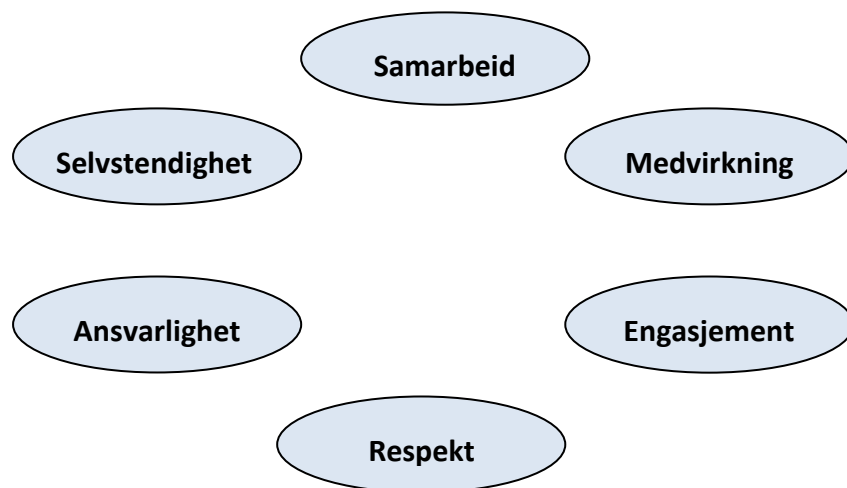 Samarbeid
Selvstendighet
Medvirkning
Ansvarlighet
Engasjement
Respekt